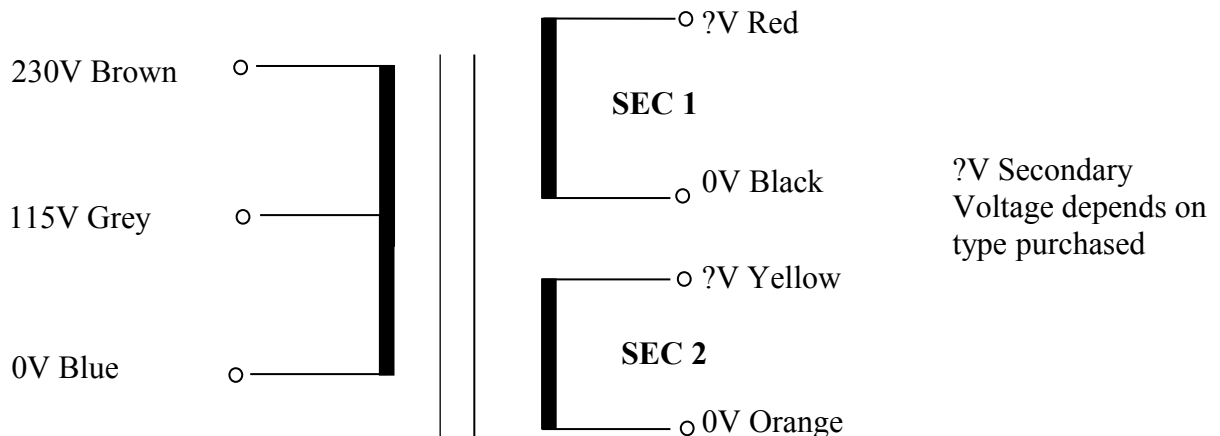 230V Brown
115V Grey
0V Blue
?V Red
SEC 1
0V Black
?V Yellow
SEC 2
0V Orange
?V Secondary
Voltage depends on
type purchased